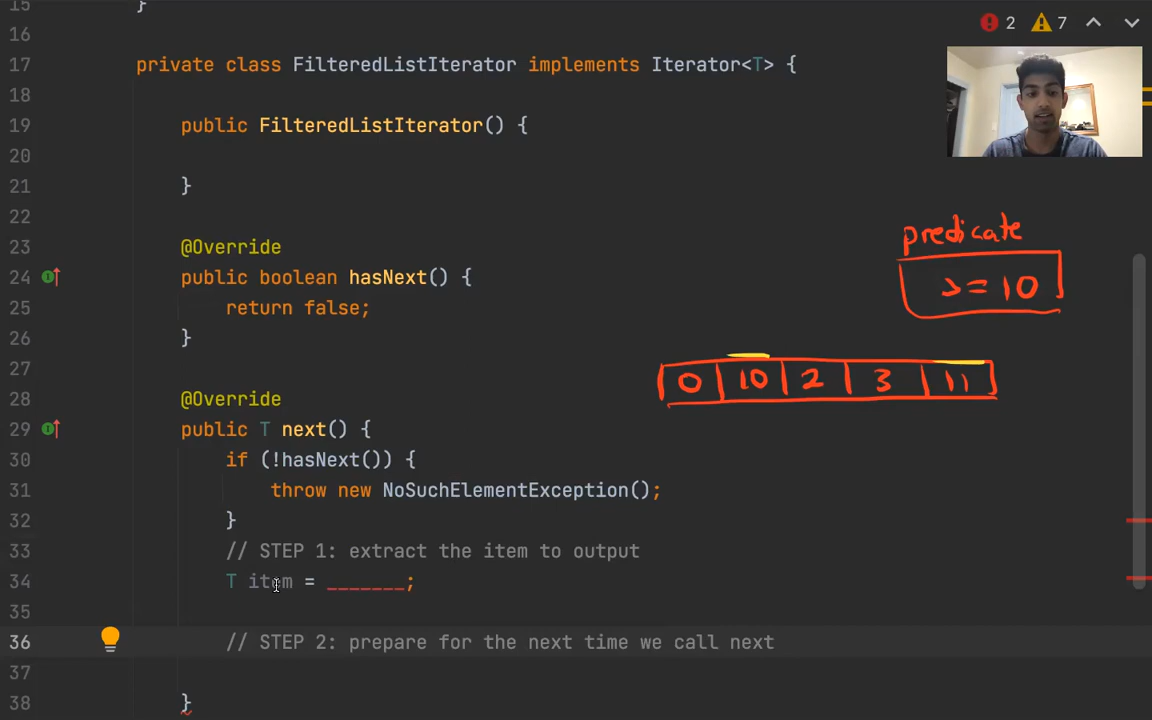 2 7
15 }
16
17 private class FilteredListIterator implements Iterator<T> {
18
19 public FilteredListIterator() {
20
21 }
22
23 @Override
24 public boolean hasNext() {
25 return false;
26 }
27
28 @Override
29 public T next() {
30 if (!hasNext()) {
31 throw new NoSuchElementException();
32 }
33 // STEP 1: extract the item to output
34 T item = _______;
35
36 // STEP 2: prepare for the next time we call next
37
38 }
predicate
>= 10
0 10 2 3 11